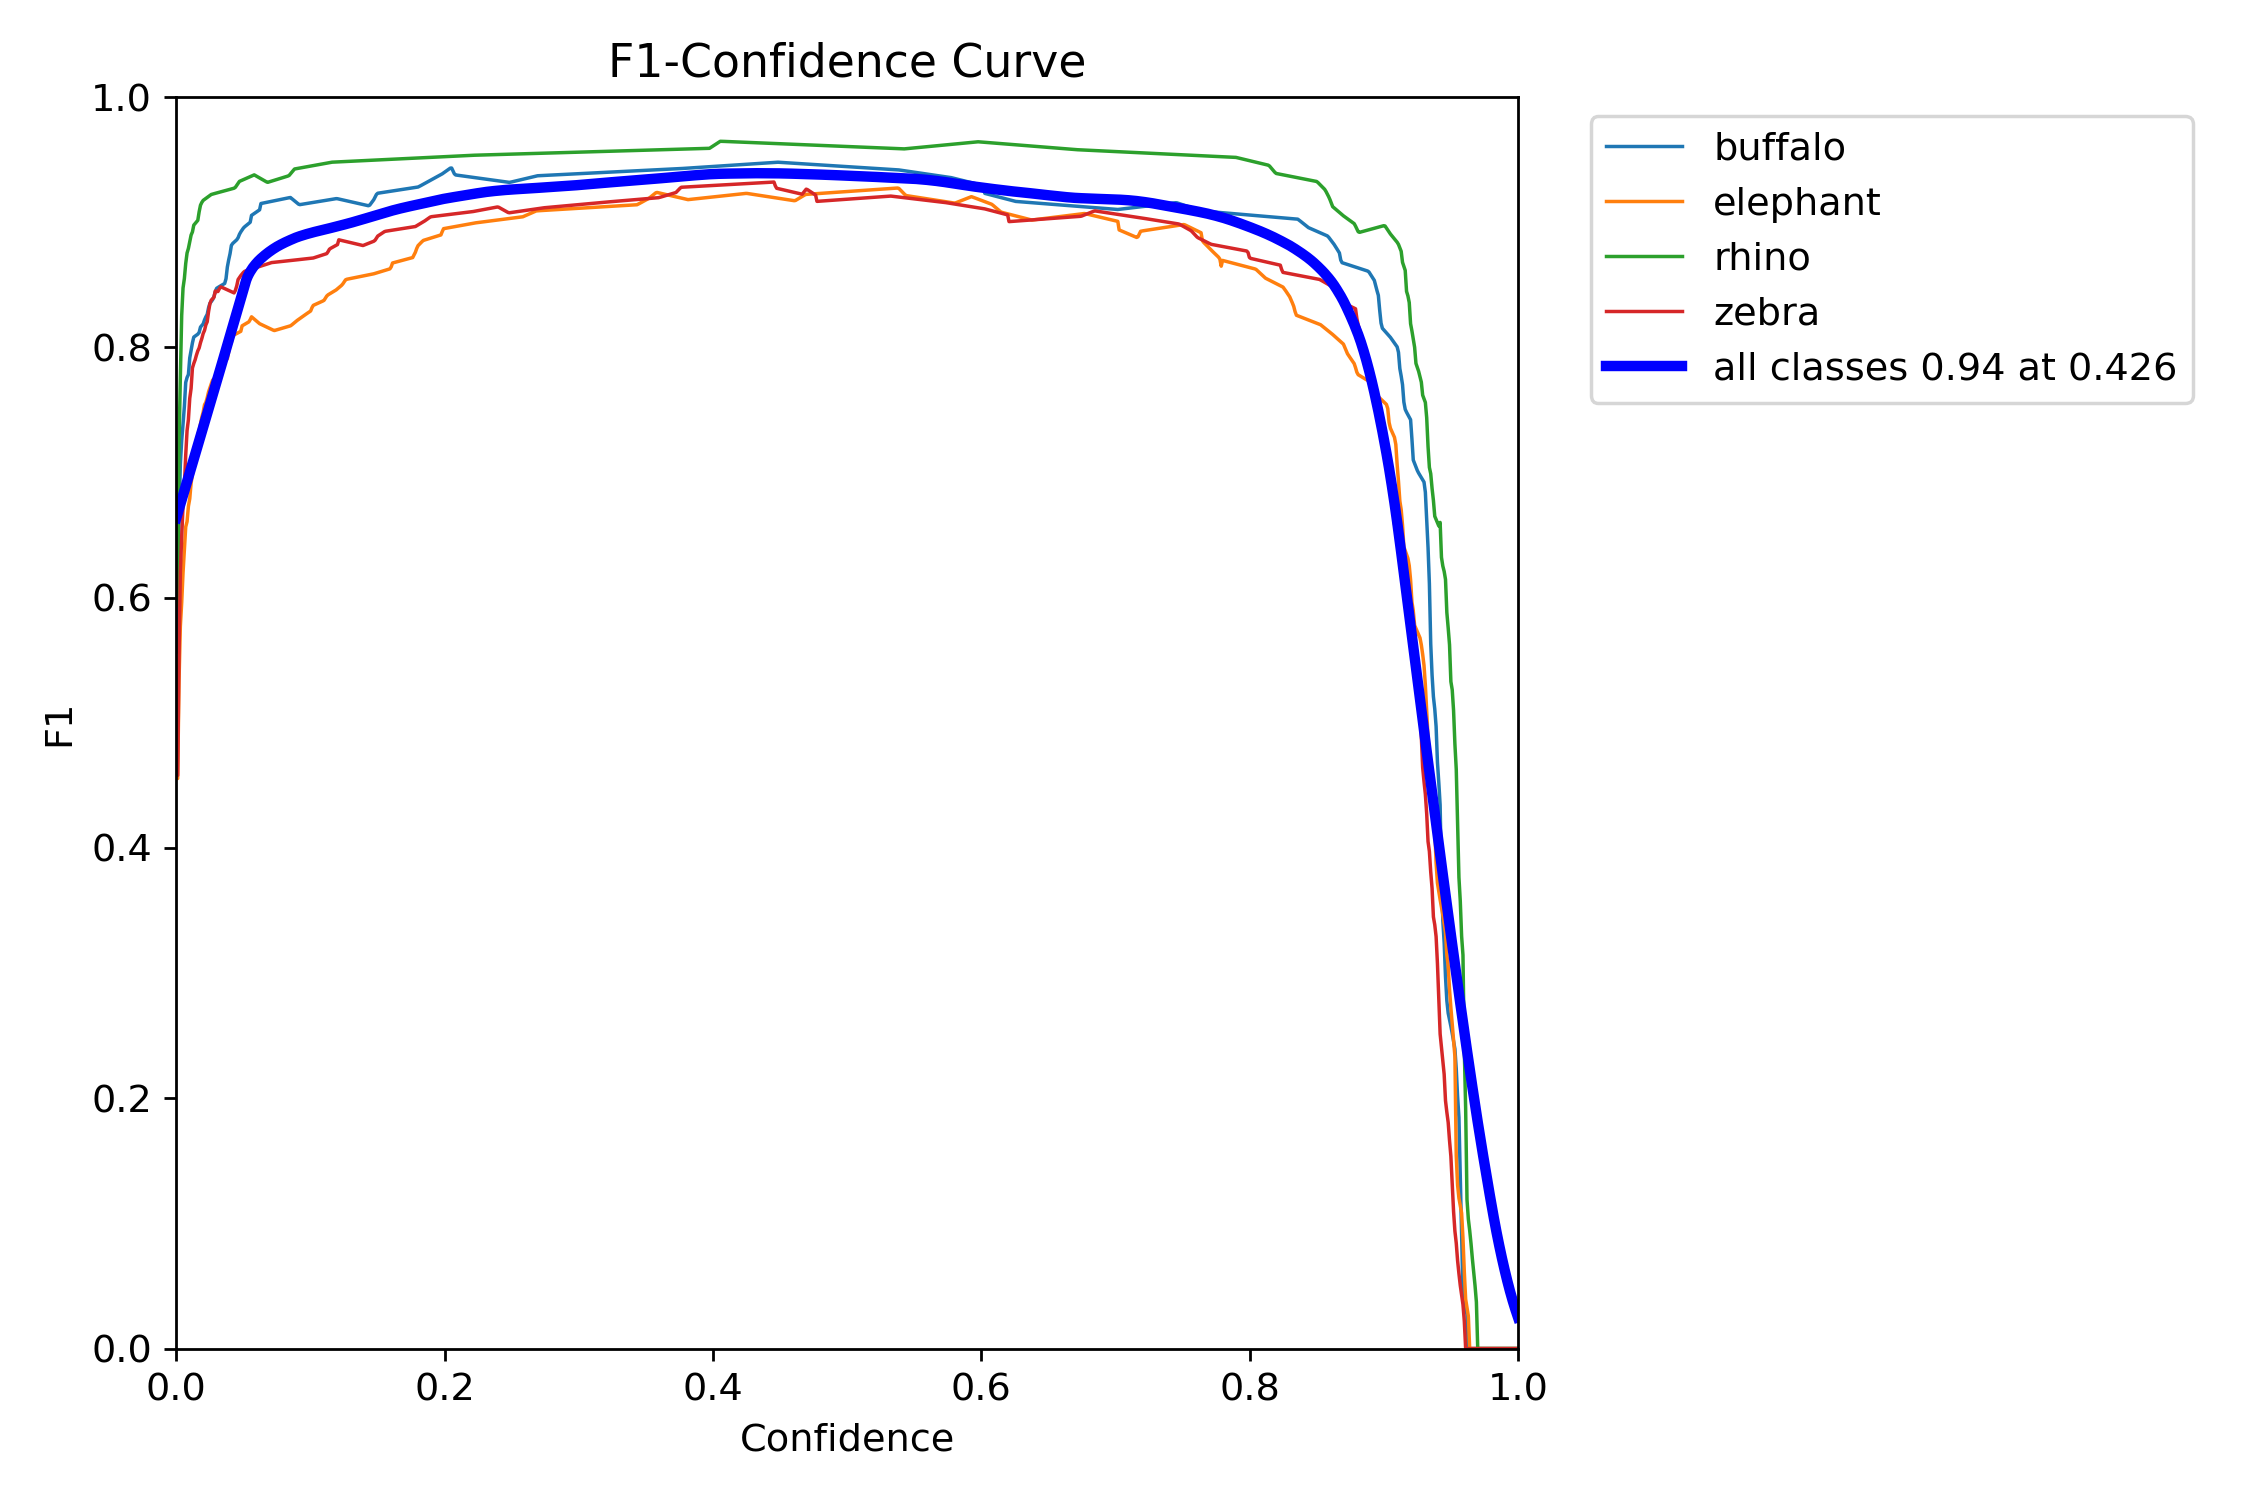 F1-Confidence Curve
1.0
0.8
0.6
0.4
0.2
0.0
F1
0.0 0.2 0.4 0.6 0.8 1.0
Confidence
buffalo
elephant
rhino
zebra
all classes 0.94 at 0.426